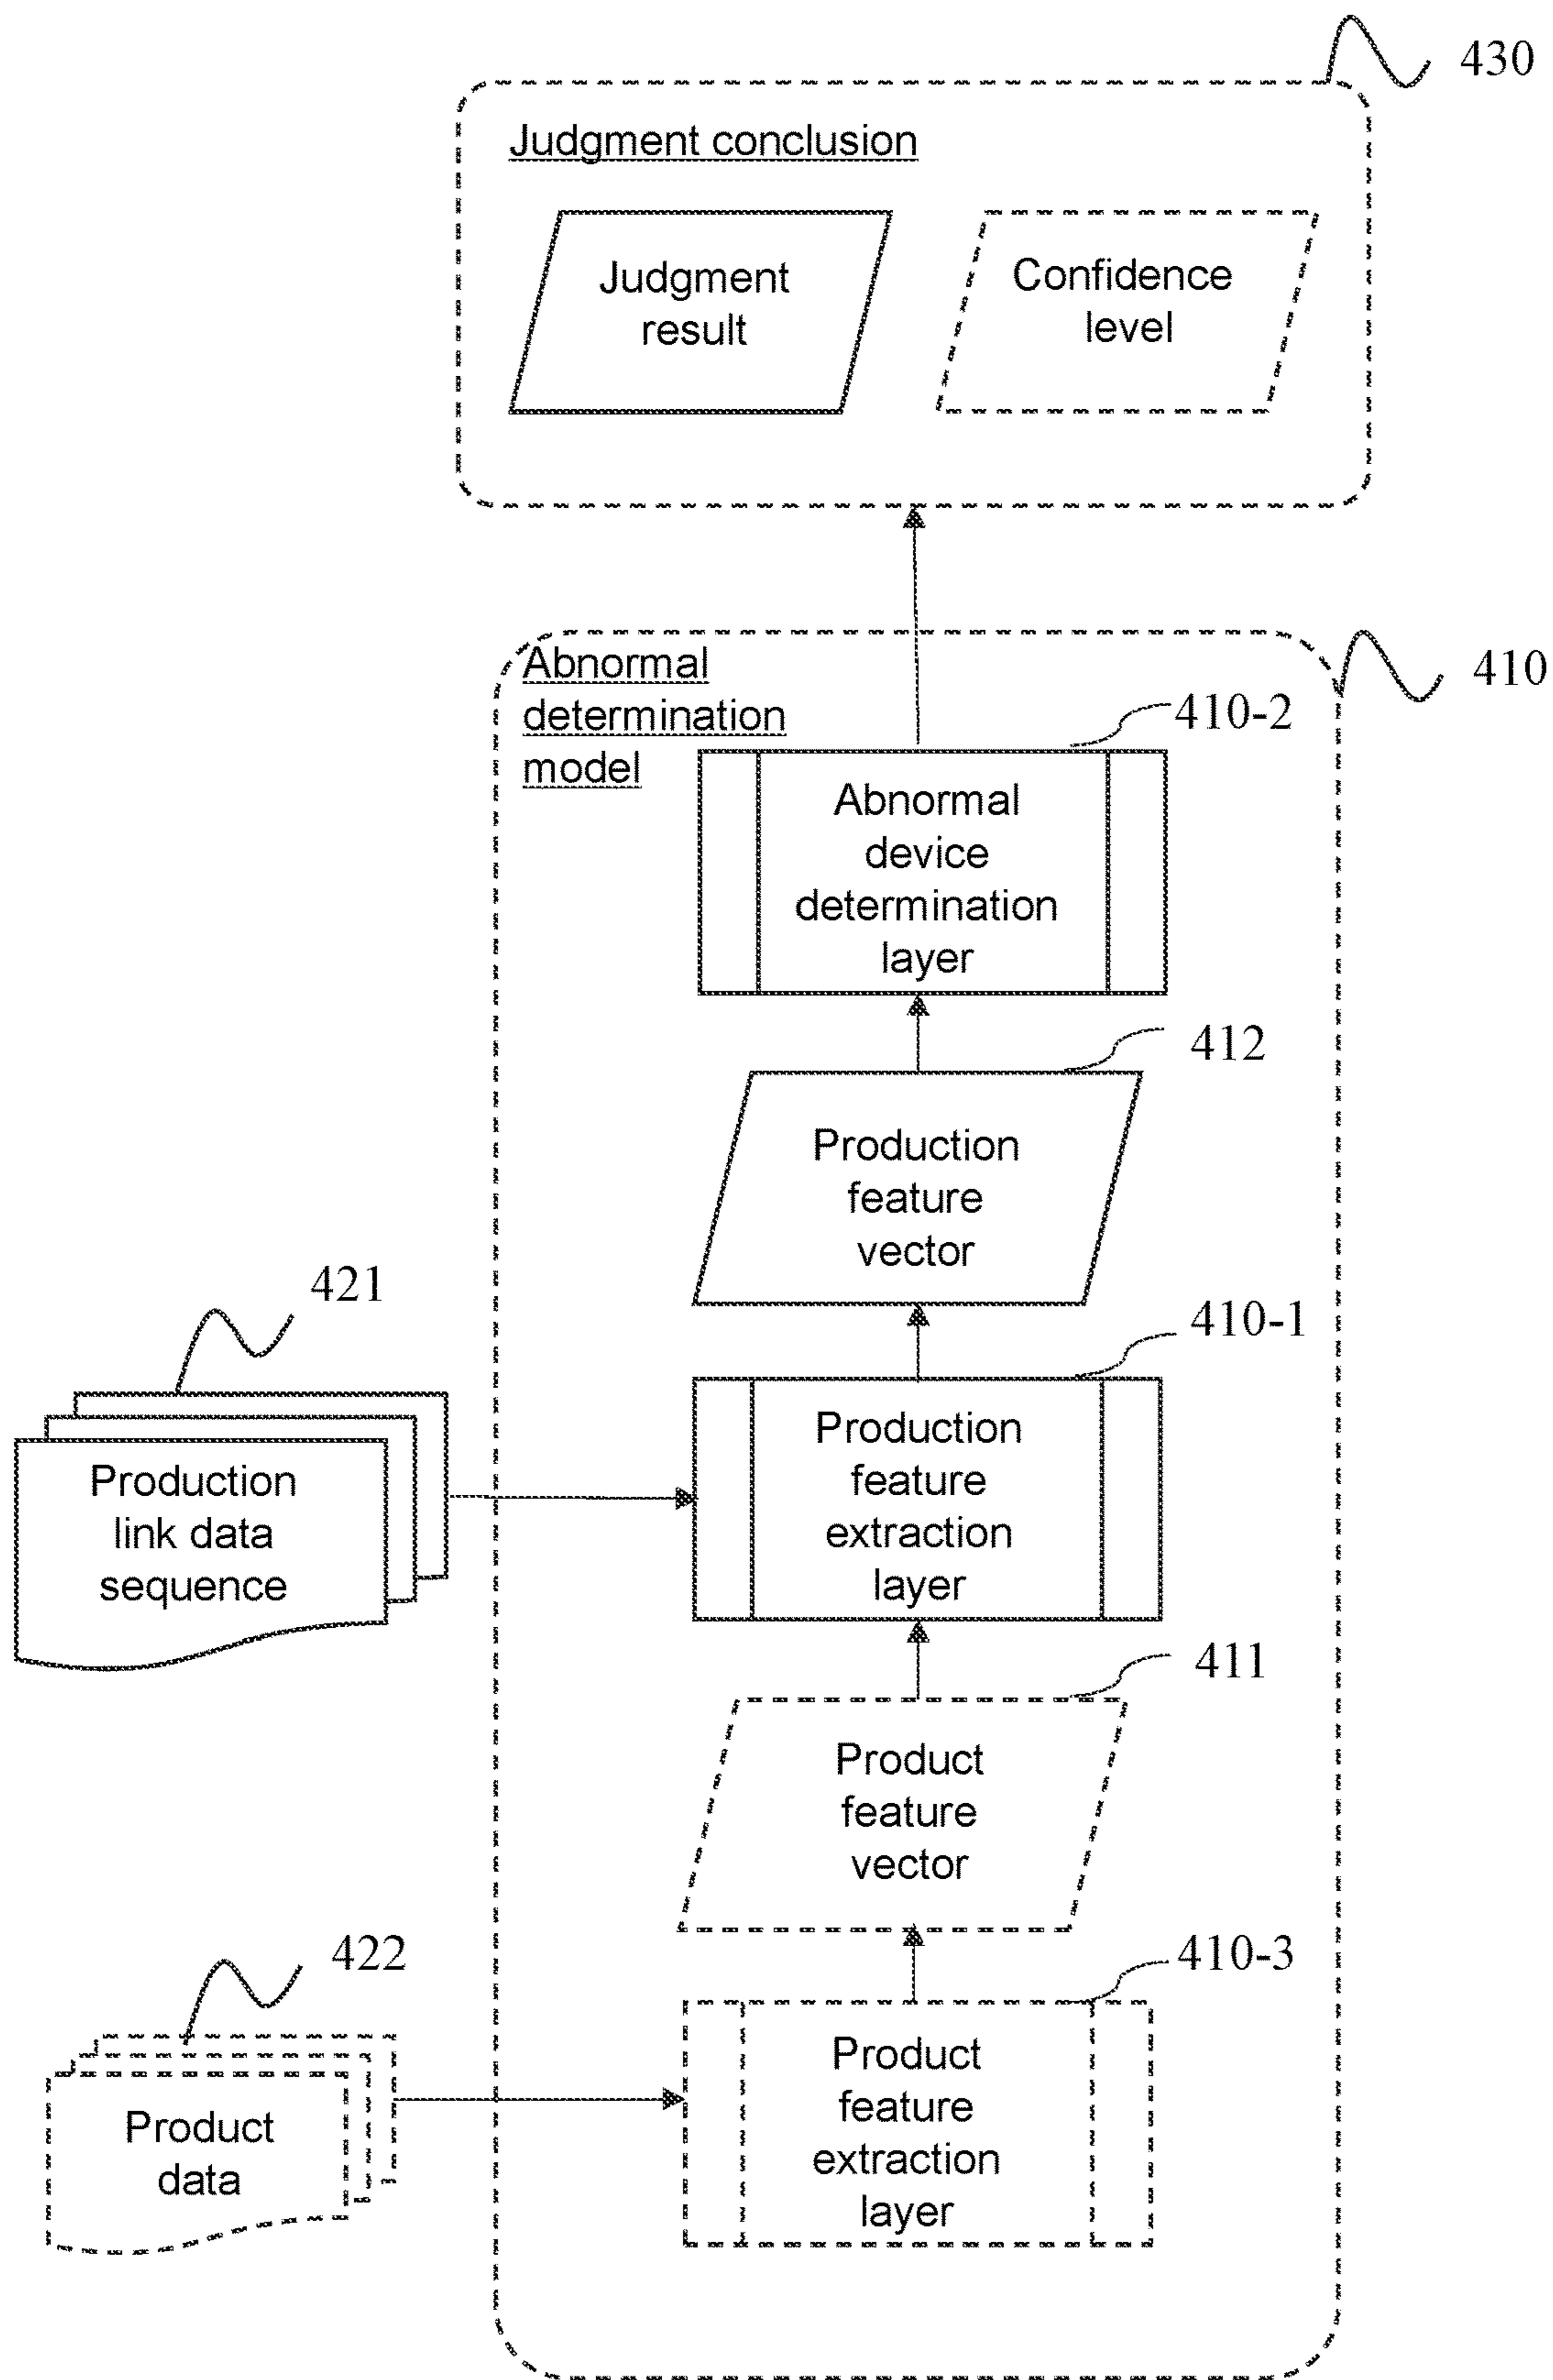 430
Judgment conclusion
Judgment
result
Confidence
level
410
Abnormal
determination
model
410-2
Abnormal
device
determination
layer
412
Production
feature
vector
421
410-1
Production
link data
sequence
Production
feature
extraction
layer
411
Product
feature
vector
422
410-3
Product
data
Product
feature
extraction
layer